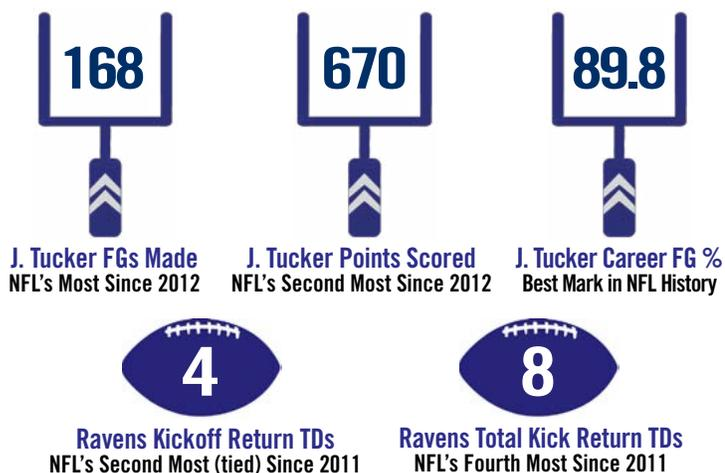 168
670
89.8
J. Tucker FGs Made
NFL's Most Since 2012
J. Tucker Points Scored
NFL's Second Most Since 2012
J. Tucker Career FG %
Best Mark in NFL History
4
8
Ravens Kickoff Return TDs
NFL's Second Most (tied) Since 2011
Ravens Total Kick Return TDs
NFL's Fourth Most Since 2011